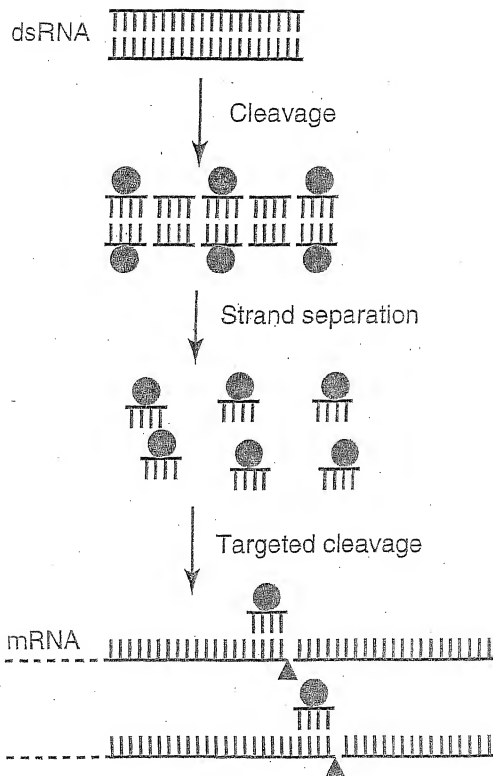 dsRNA
Cleavage
Strand separation
Targeted cleavage
mRNA